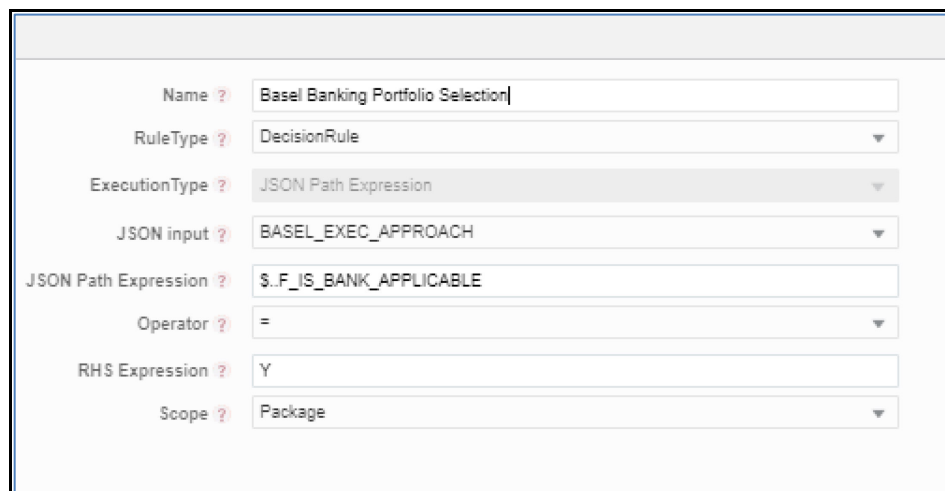 Name ? Basel Banking Portfolio Selection
RuleType ? DecisionRule
ExecutionType ? JSON Path Expression
JSON input ? BASEL_EXEC_APPROACH
JSON Path Expression ? $..F_IS_BANK_APPLICABLE
Operator ? =
RHS Expression ? Y
Scope ? Package